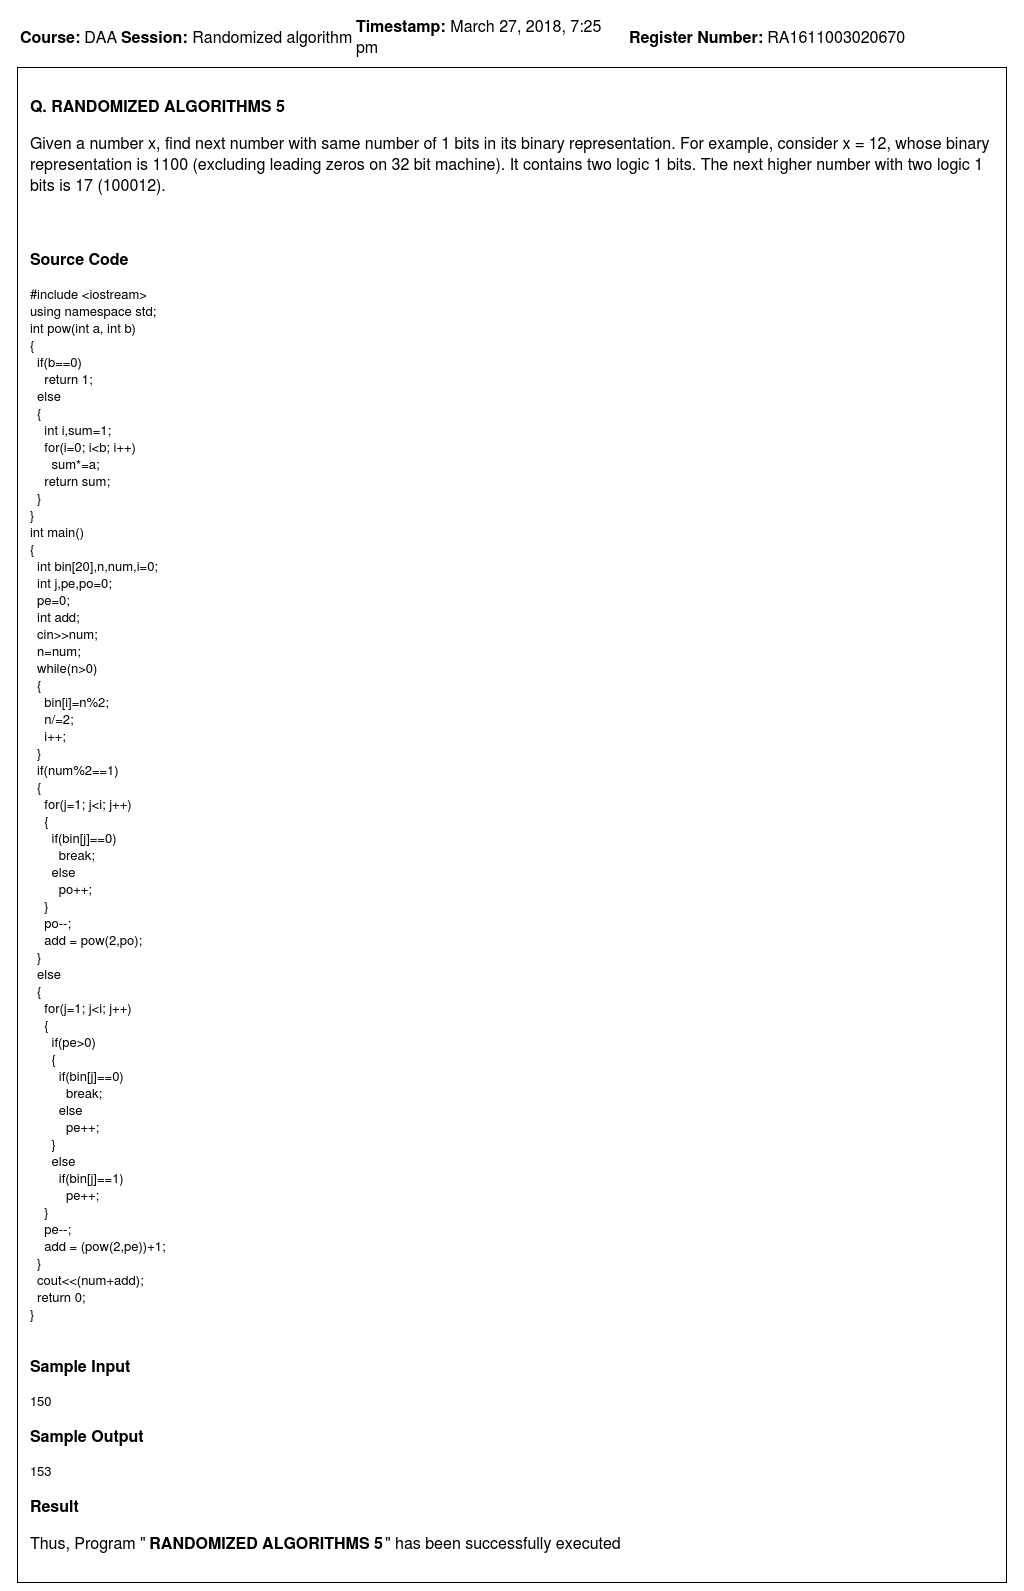 Course: DAA Session: Randomized algorithm Timestamp: March 27, 2018, 7:25 pm Register Number: RA1611003020670
Q. RANDOMIZED ALGORITHMS 5
Given a number x, find next number with same number of 1 bits in its binary representation. For example, consider x = 12, whose binary
representation is 1100 (excluding leading zeros on 32 bit machine). It contains two logic 1 bits. The next higher number with two logic 1
bits is 17 (100012).
Source Code
#include <iostream>
using namespace std;
int pow(int a, int b)
{
  if(b==0)
    return 1;
  else
  {
    int i,sum=1;
    for(i=0; i<b; i++)
      sum*=a;
    return sum;
  }
}
int main()
{
  int bin[20],n,num,i=0;
  int j,pe,po=0;
  pe=0;
  int add;
  cin>>num;
  n=num;
  while(n>0)
  {
    bin[i]=n%2;
    n/=2;
    i++;
  }
  if(num%2==1)
  {
    for(j=1; j<i; j++)
    {
      if(bin[j]==0)
        break;
      else
        po++;
    }
    po--;
    add = pow(2,po);
  }
  else
  {
    for(j=1; j<i; j++)
    {
      if(pe>0)
      {
        if(bin[j]==0)
          break;
        else
          pe++;
      }
      else
        if(bin[j]==1)
          pe++;
    }
    pe--;
    add = (pow(2,pe))+1;
  }
  cout<<(num+add);
  return 0;
}
Sample Input
150
Sample Output
153
Result
Thus, Program " RANDOMIZED ALGORITHMS 5" has been successfully executed